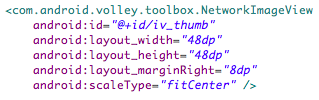 <com.android.volley.toolbox.NetworkImageView
android:id="@+id/iv_thumb"
android:layout_width="48dp"
android:layout_height="48dp"
android:layout_marginRight="8dp"
android:scaleType="fitCenter" />